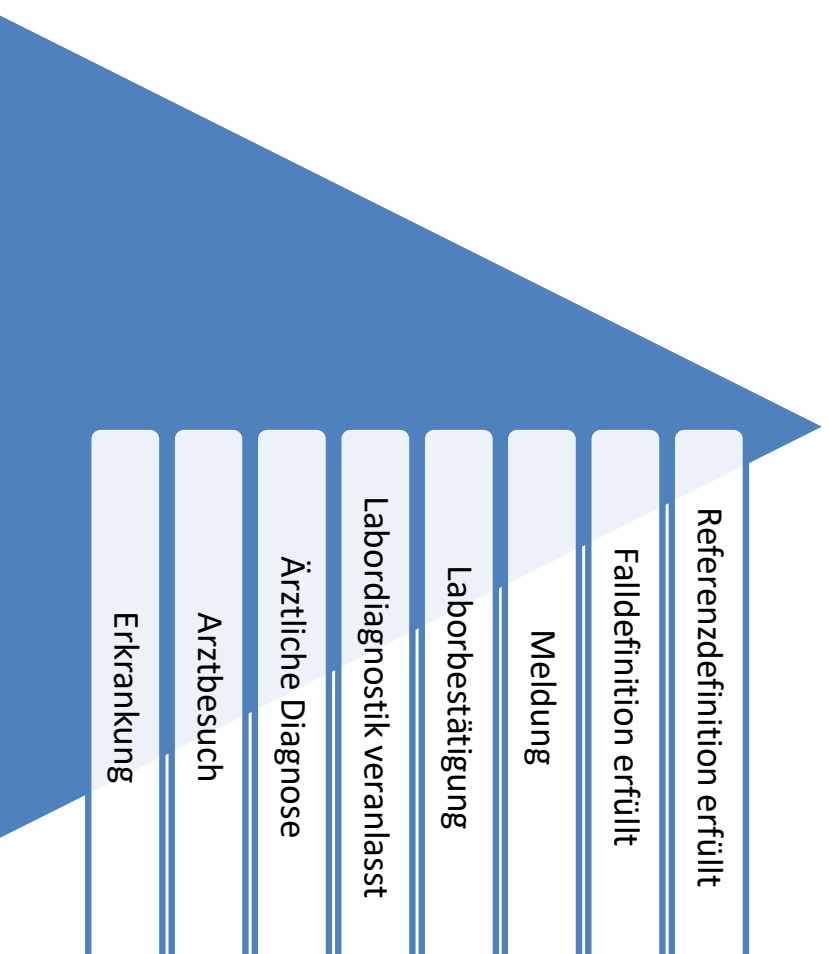 Referenzdefinition erfüllt
Falldefinition erfüllt
Meldung
Laborbestätigung
Labordiagnostik veranlasst
Ärztliche Diagnose
Arztbesuch
Erkrankung